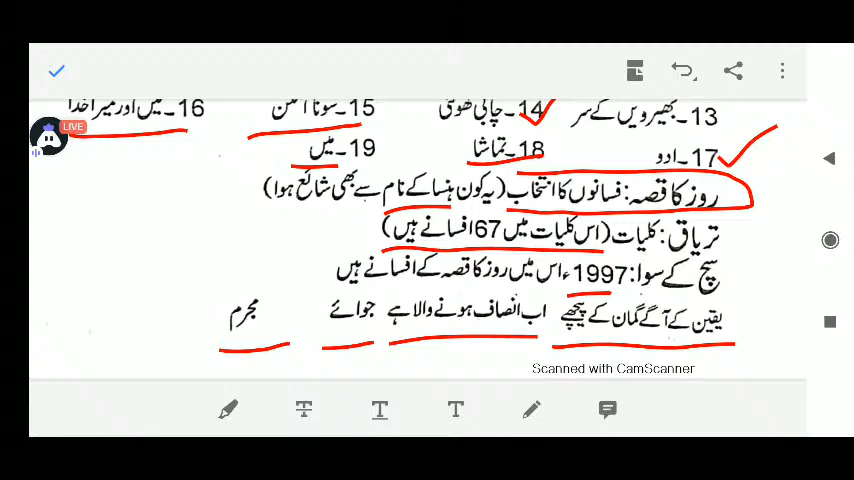 13۔بھیرویں کے سر 14۔چابی کھوئی 15۔سونا آنگن 16۔میں اور میرا خدا
LIVE
17۔ادو 18۔تماشا 19۔میں
روز کا قصہ: فسانوں کا انتخاب (یہ کون ہنسا کے نام سے بھی شائع ہوا)
تریاق: کلیات (اس کلیات میں 67 افسانے ہیں)
سچ کے سوا: 1997ء اس میں روز کا قصہ کے افسانے ہیں
یقین کے آگے گمان کے پیچھے اب انصاف ہونے والا ہے جوائے مجرم
Scanned with CamScanner